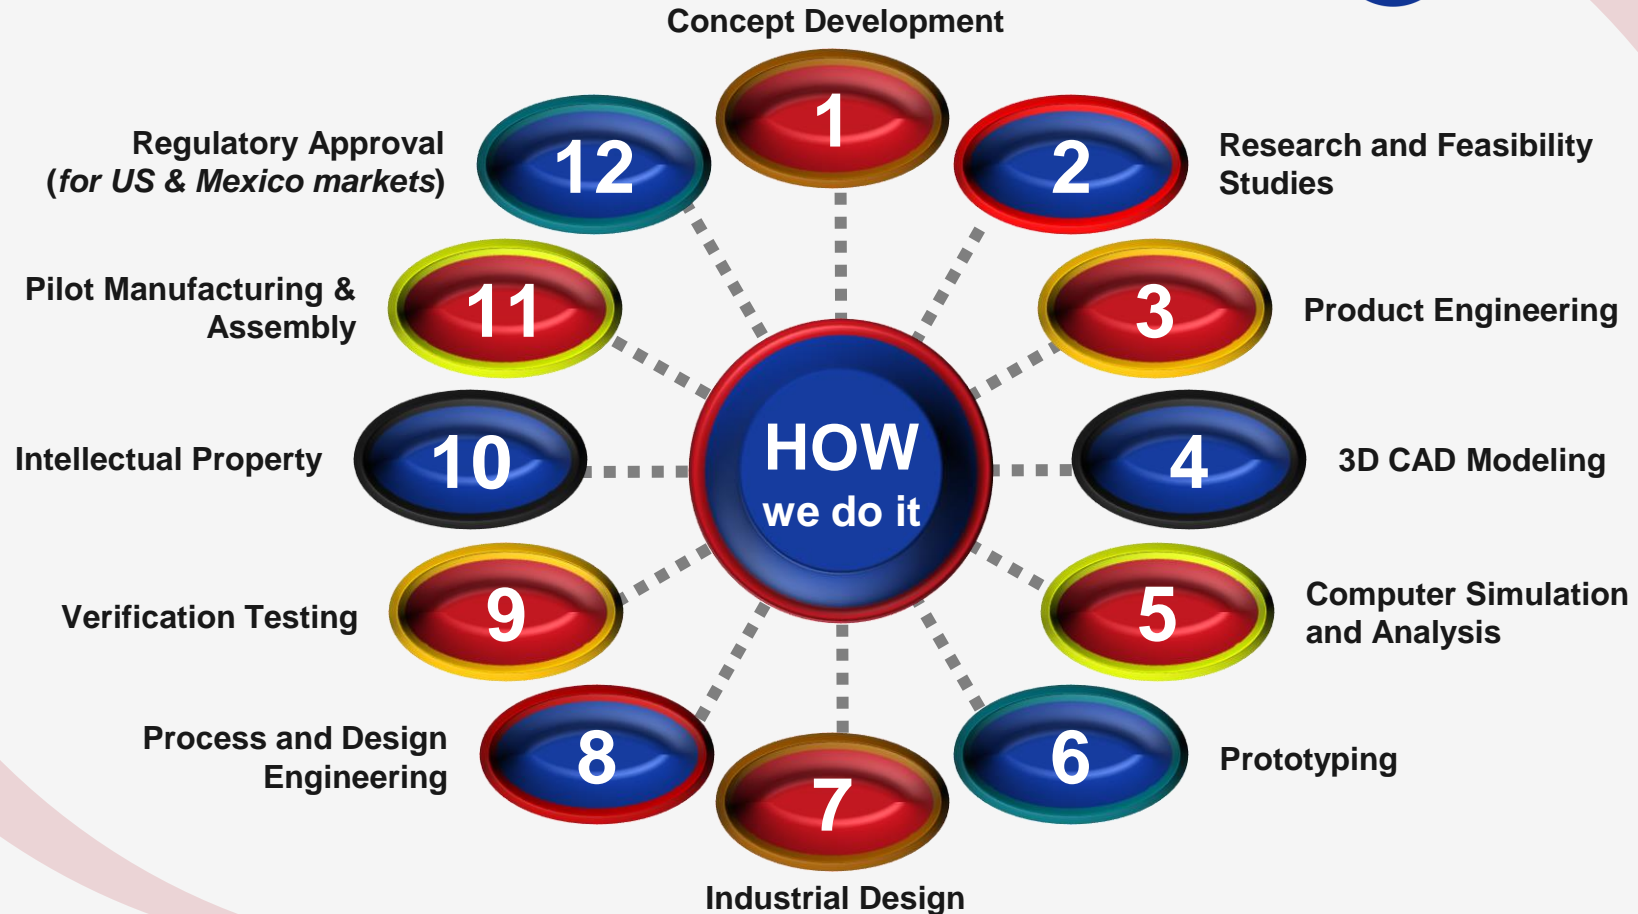 Concept Development
1
2
Research and Feasibility
Studies
3
Product Engineering
4
3D CAD Modeling
5
Computer Simulation
and Analysis
6
Prototyping
7
Industrial Design
8
Process and Design
Engineering
9
Verification Testing
10
Intellectual Property
11
Pilot Manufacturing &
Assembly
12
Regulatory Approval
(for US & Mexico markets)
HOW
we do it